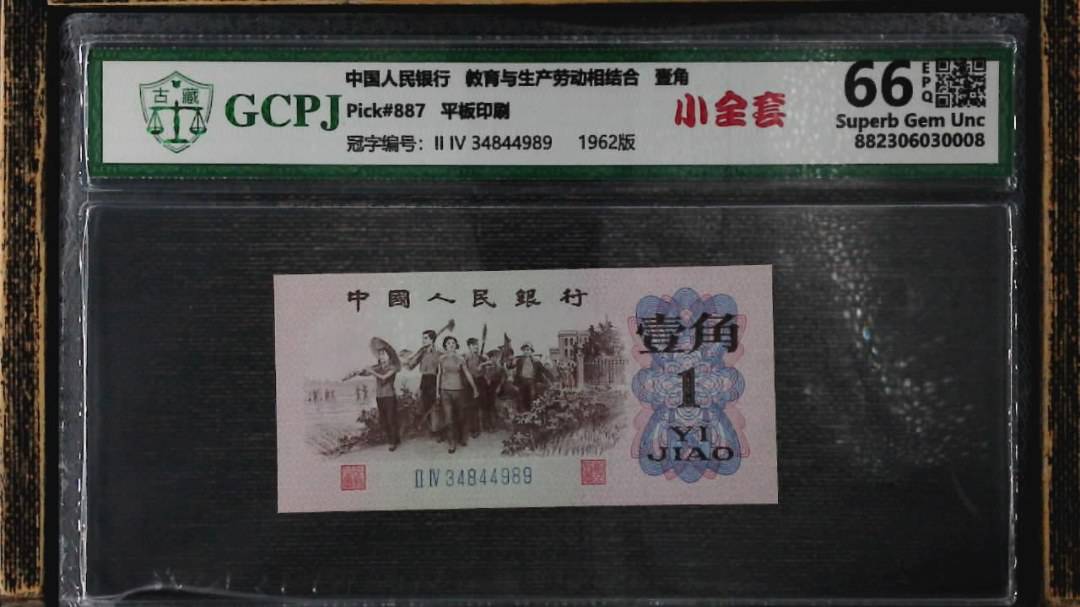 中国人民银行 教育与生产劳动相结合 壹角
古藏
GCPJ
Pick#887 平板印刷
小全套
冠字编号：II IV 34844989 1962版
66
EPQ
Superb Gem Unc
882306030008
中國人民銀行
壹角
1
YI
JIAO
II IV 34844989